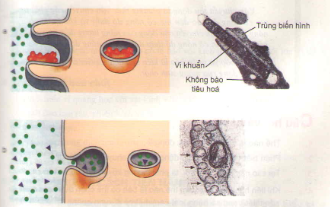 Trùng biến hình
Vi khuẩn
Không bào
tiêu hoá